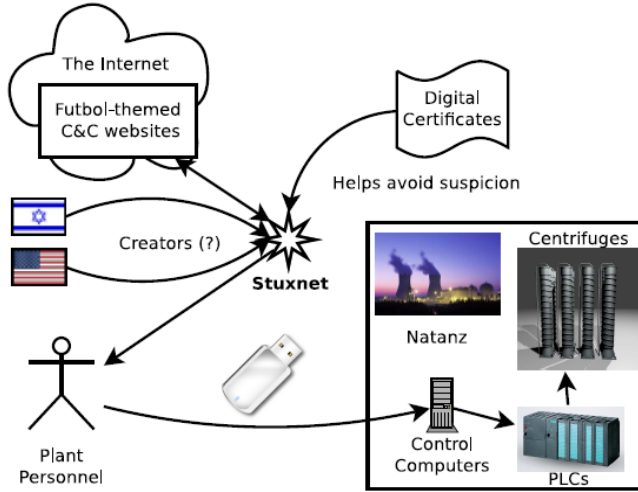 The Internet
Futbol-themed
C&C websites
Digital
Certificates
Helps avoid suspicion
Creators (?)
Stuxnet
Centrifuges
Natanz
Plant
Personnel
Control
Computers
PLCs